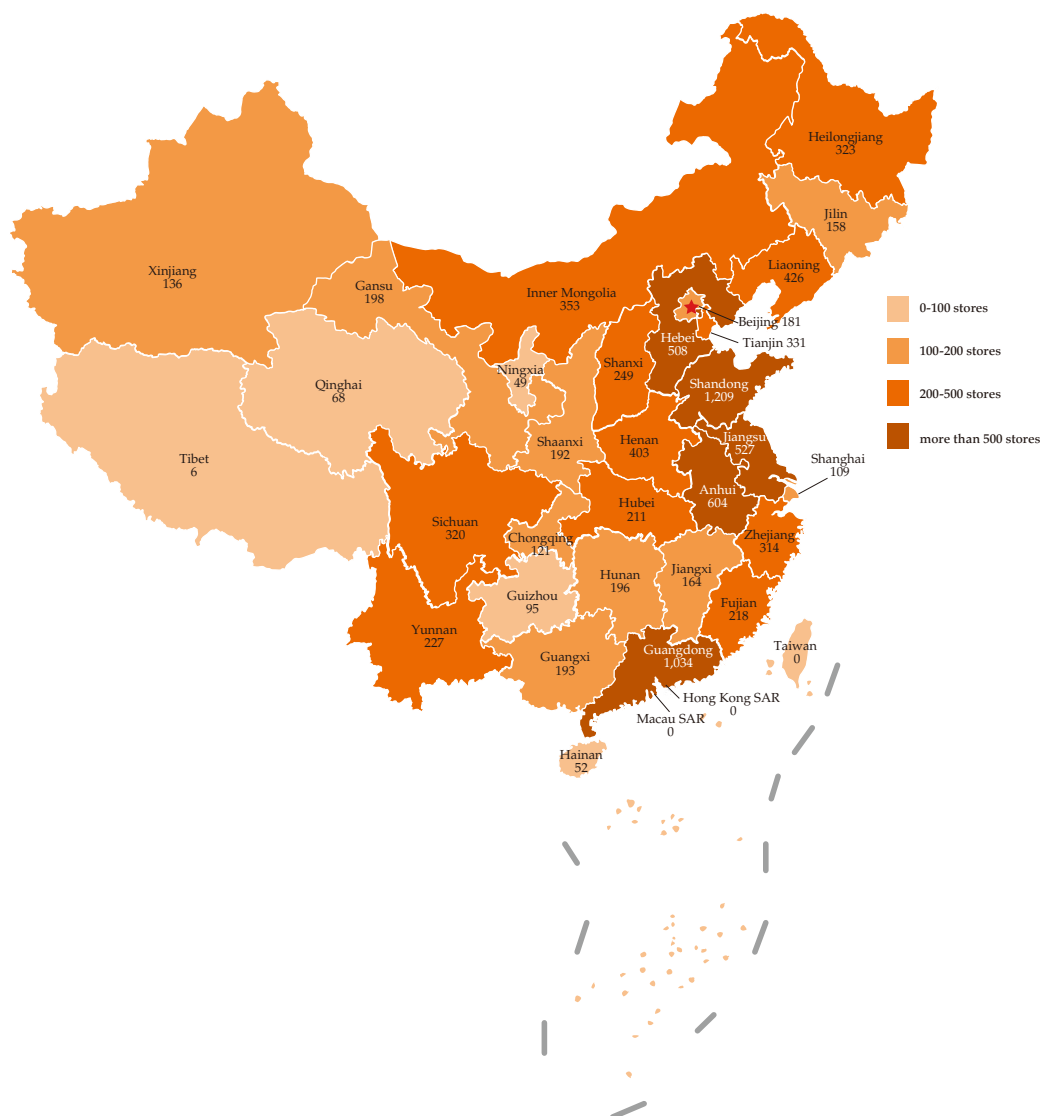 Heilongjiang
323
Jilin
158
Xinjiang
136
Gansu
198
Inner Mongolia
353
Liaoning
426
Beijing 181
Tianjin 331
Hebei
508
Shanxi
249
Ningxia
49
Qinghai
68
Shandong
1,209
Shaanxi
192
Henan
403
Jiangsu
527
Shanghai
109
Tibet
6
Anhui
604
Hubei
211
Sichuan
320
Chongqing
121
Zhejiang
314
Hunan
196
Jiangxi
164
Guizhou
95
Fujian
218
Yunnan
227
Guangxi
193
Guangdong
1,034
Taiwan
0
Hong Kong SAR
0
Macau SAR
0
Hainan
52
0-100 stores
100-200 stores
200-500 stores
more than 500 stores